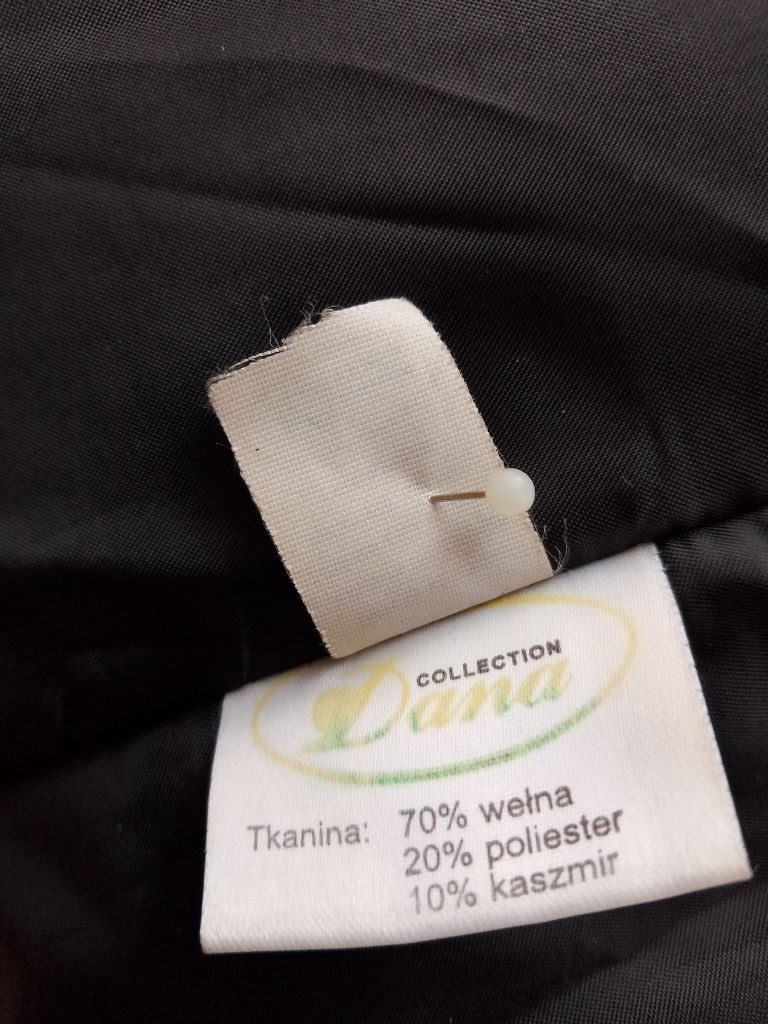 COLLECTION
Dana
Tkanina: 70% wełna
20% poliester
10% kaszmir